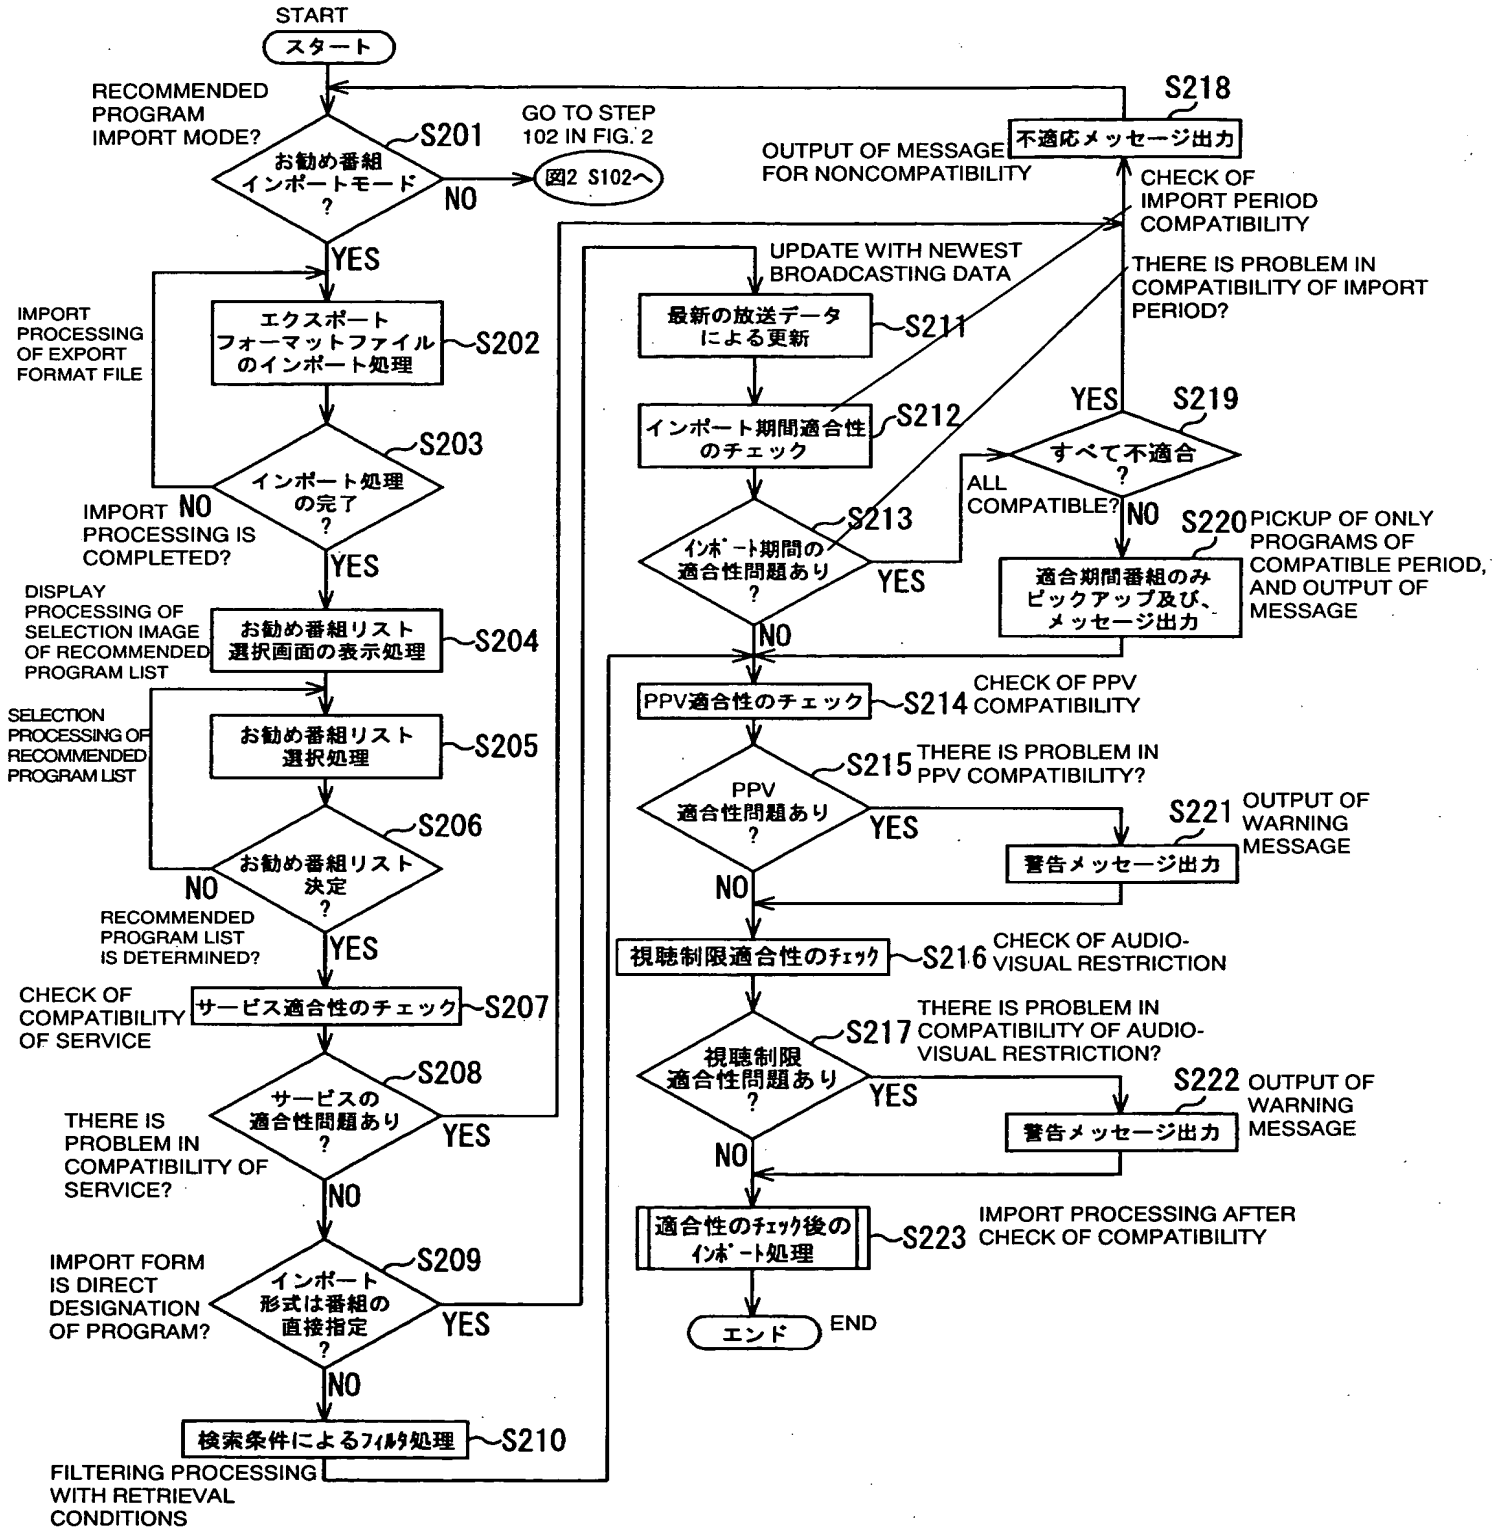 START
スタート
RECOMMENDED
PROGRAM
IMPORT MODE?
S201
お勧め番組
インポートモード
?
NO
GO TO STEP
102 IN FIG. 2
図2 S102へ
YES
IMPORT
PROCESSING
OF EXPORT
FORMAT FILE
エクスポート
フォーマットファイル
のインポート処理
S202
S203
インポート処理
の完了
?
NO
IMPORT
PROCESSING IS
COMPLETED?
YES
DISPLAY
PROCESSING OF
SELECTION IMAGE
OF RECOMMENDED
PROGRAM LIST
お勧め番組リスト
選択画面の表示処理
S204
SELECTION
PROCESSING OF
RECOMMENDED
PROGRAM LIST
お勧め番組リスト
選択処理
S205
S206
お勧め番組リスト
決定
?
NO
RECOMMENDED
PROGRAM LIST
IS DETERMINED?
YES
CHECK OF
COMPATIBILITY
OF SERVICE
サービス適合性のチェック
S207
S208
サービスの
適合性問題あり
?
YES
THERE IS
PROBLEM IN
COMPATIBILITY OF
SERVICE?
NO
IMPORT FORM
IS DIRECT
DESIGNATION
OF PROGRAM?
S209
インポート
形式は番組の
直接指定
?
YES
NO
検索条件によるフィルタ処理
S210
FILTERING PROCESSING
WITH RETRIEVAL
CONDITIONS
UPDATE WITH NEWEST
BROADCASTING DATA
最新の放送データ
による更新
S211
インポート期間適合性
のチェック
S212
CHECK OF
IMPORT PERIOD
COMPATIBILITY
S213
インポート期間の
適合性問題あり
?
YES
THERE IS PROBLEM IN
COMPATIBILITY OF IMPORT
PERIOD?
NO
PPV適合性のチェック
S214
CHECK OF PPV
COMPATIBILITY
S215
THERE IS PROBLEM IN
PPV COMPATIBILITY?
PPV
適合性問題あり
?
YES
NO
視聴制限適合性のチェック
S216
CHECK OF AUDIO-
VISUAL RESTRICTION
S217
THERE IS PROBLEM IN
COMPATIBILITY OF AUDIO-
VISUAL RESTRICTION?
視聴制限
適合性問題あり
?
YES
NO
適合性のチェック後の
インポート処理
S223
IMPORT PROCESSING AFTER
CHECK OF COMPATIBILITY
エンド
END
S218
OUTPUT OF MESSAGE
FOR NONCOMPATIBILITY
不適応メッセージ出力
YES
S219
すべて不適合
?
ALL
COMPATIBLE?
NO
S220
PICKUP OF ONLY
PROGRAMS OF
COMPATIBLE PERIOD,
AND OUTPUT OF
MESSAGE
適合期間番組のみ
ピックアップ及び、
メッセージ出力
S221
OUTPUT OF
WARNING
MESSAGE
警告メッセージ出力
S222
OUTPUT OF
WARNING
MESSAGE
警告メッセージ出力